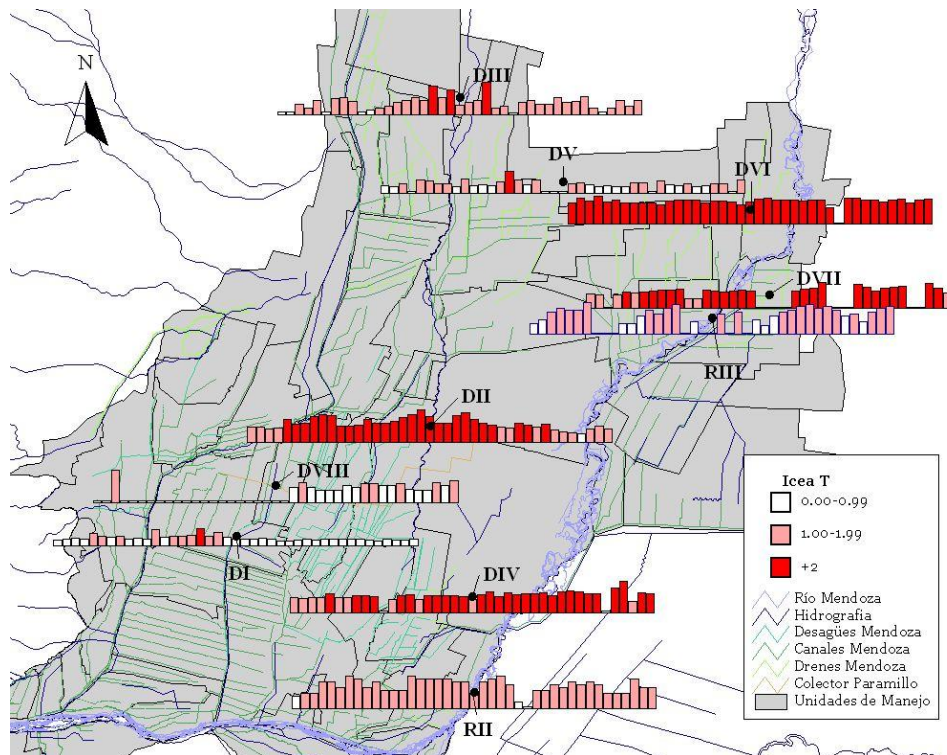 N
DIII
DV
DVI
DVII
RIII
DII
DVIII
DI
DIV
RII
Icea T
0.00-0.99
1.00-1.99
+2
Río Mendoza
Hidrografia
Desagües Mendoza
Canales Mendoza
Drenes Mendoza
Colector Paramillo
Unidades de Manejo